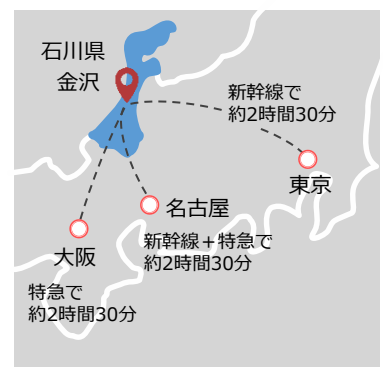 石川県
金沢
新幹線で
約2時間30分
東京
名古屋
新幹線＋特急で
約2時間30分
大阪
特急で
約2時間30分